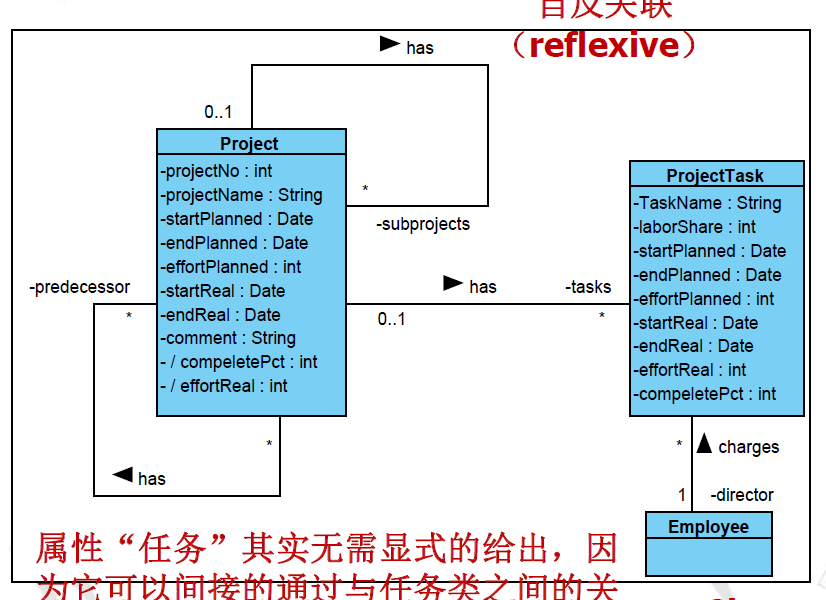 自反关联
（reflexive）
has
0..1
Project
-projectNo : int
-projectName : String
-startPlanned : Date
-endPlanned : Date
-effortPlanned : int
-startReal : Date
-endReal : Date
-comment : String
- / compeletePct : int
- / effortReal : int
*
-subprojects
-predecessor
*
*
has
has
0..1
-tasks
*
ProjectTask
-TaskName : String
-laborShare : int
-startPlanned : Date
-endPlanned : Date
-effortPlanned : int
-startReal : Date
-endReal : Date
-effortReal : int
-compeletePct : int
*
charges
1
-director
Employee
属性“任务”其实无需显式的给出，因
为它可以间接的通过与任务类之间的关